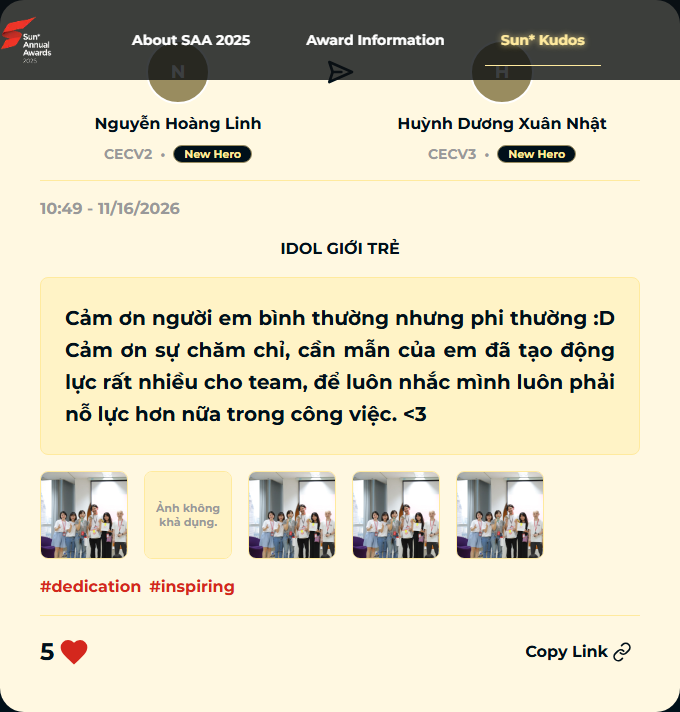 Sun*
Annual
Awards
2025
About SAA 2025
Award Information
Sun* Kudos
N
H
Nguyễn Hoàng Linh
Huỳnh Dương Xuân Nhật
CECV2 • New Hero
CECV3 • New Hero
10:49 - 11/16/2026
IDOL GIỚI TRẺ
Cảm ơn người em bình thường nhưng phi thường :D
Cảm ơn sự chăm chỉ, cần mẫn của em đã tạo động
lực rất nhiều cho team, để luôn nhắc mình luôn phải
nỗ lực hơn nữa trong công việc. <3
Ảnh không
khả dụng.
#dedication #inspiring
5
Copy Link